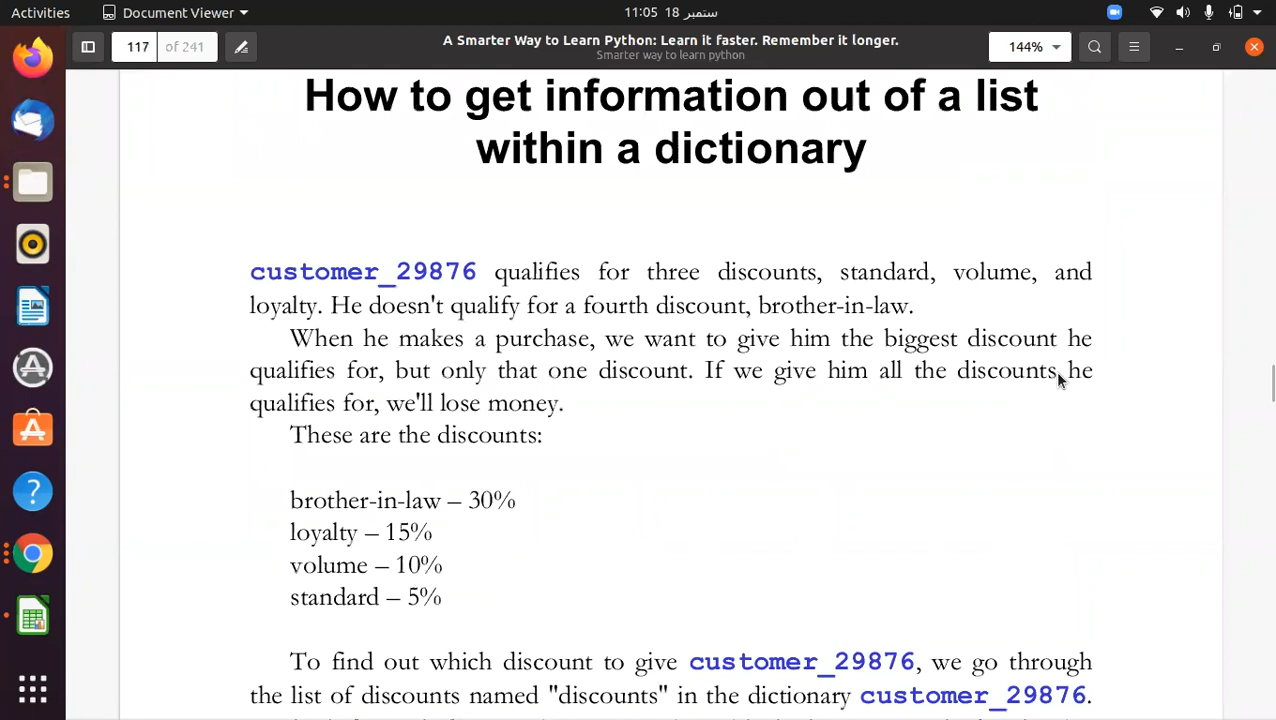 Activities
Document Viewer
11:05 18 ستمبر
117
of 241
A Smarter Way to Learn Python: Learn it faster. Remember it longer.
Smarter way to learn python
144%
How to get information out of a list
within a dictionary
customer_29876 qualifies for three discounts, standard, volume, and
loyalty. He doesn't qualify for a fourth discount, brother-in-law.
When he makes a purchase, we want to give him the biggest discount he
qualifies for, but only that one discount. If we give him all the discounts he
qualifies for, we'll lose money.
These are the discounts:
brother-in-law – 30%
loyalty – 15%
volume – 10%
standard – 5%
To find out which discount to give customer_29876, we go through
the list of discounts named "discounts" in the dictionary customer_29876.